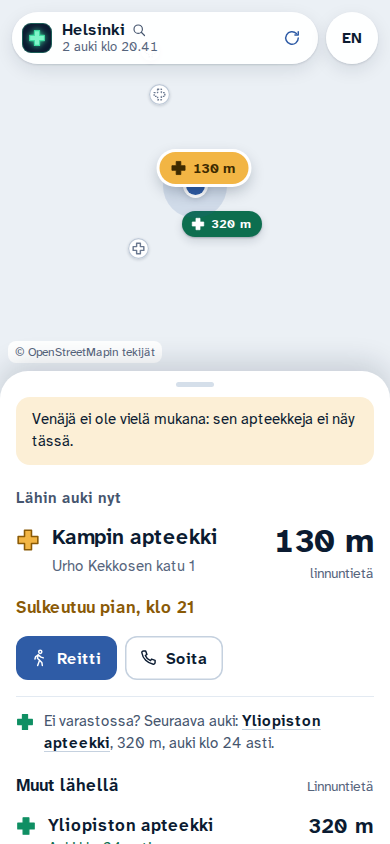 Helsinki
2 auki klo 20.41
EN
130 m
320 m
© OpenStreetMapin tekijät
Venäjä ei ole vielä mukana: sen apteekkeja ei näy
tässä.
Lähin auki nyt
Kampin apteekki
130 m
Urho Kekkosen katu 1
linnuntietä
Sulkeutuu pian, klo 21
Reitti
Soita
Ei varastossa? Seuraava auki: Yliopiston
apteekki, 320 m, auki klo 24 asti.
Muut lähellä
Linnuntietä
Yliopiston apteekki
320 m